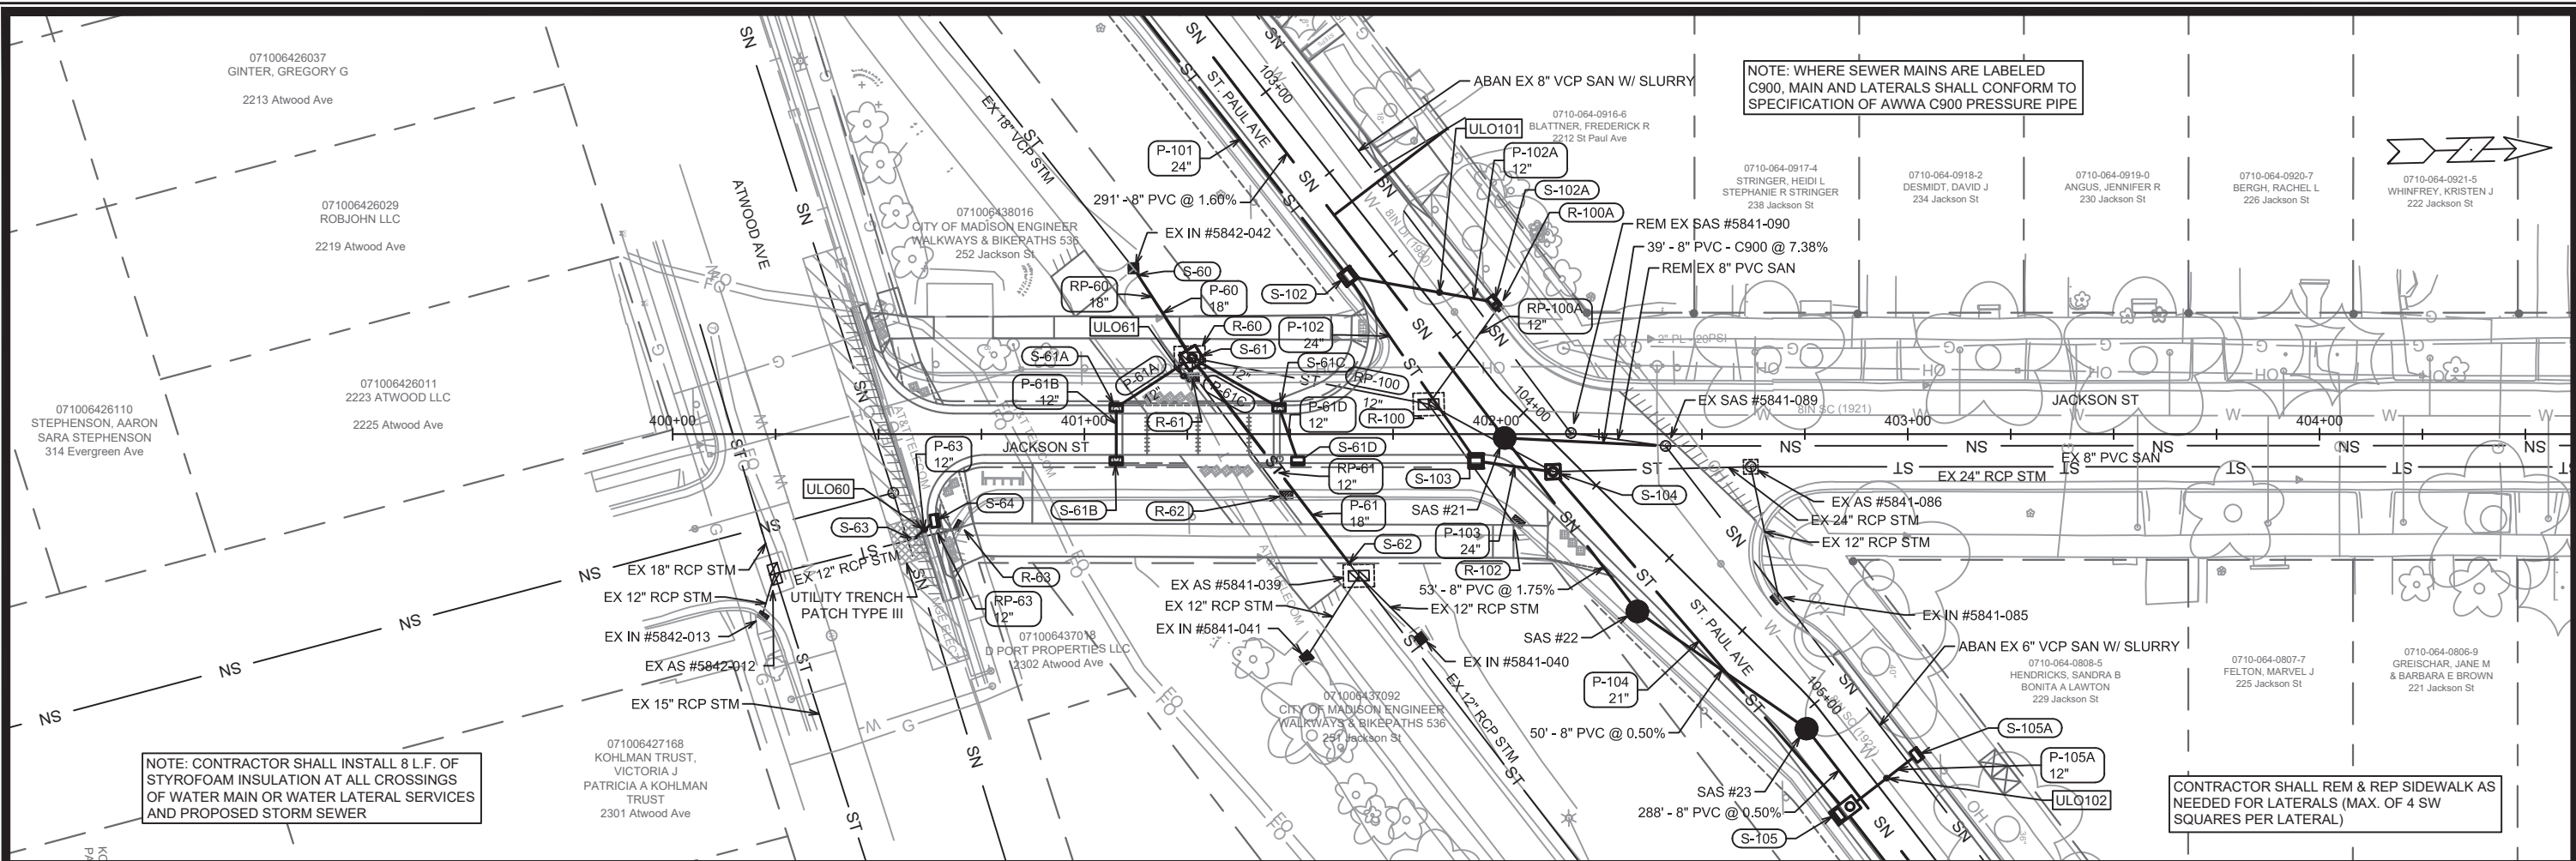 071006426037
GINTER, GREGORY G
2213 Atwood Ave
071006426029
ROBJOHN LLC
2219 Atwood Ave
071006426011
2223 ATWOOD LLC
2225 Atwood Ave
071006426110
STEPHENSON, AARON
SARA STEPHENSON
314 Evergreen Ave
071006427168
KOHLMAN TRUST,
VICTORIA J
PATRICIA A KOHLMAN
TRUST
2301 Atwood Ave
NOTE: CONTRACTOR SHALL INSTALL 8 L.F. OF
STYROFOAM INSULATION AT ALL CROSSINGS
OF WATER MAIN OR WATER LATERAL SERVICES
AND PROPOSED STORM SEWER
ATWOOD AVE
EX 18" VCP STM
071006438016
CITY OF MADISON ENGINEER
WALKWAYS & BIKEPATHS 536
252 Jackson St
ST. PAUL AVE
103+00
P-101
24"
291' - 8" PVC @ 1.60%
EX IN #5842-042
S-60
RP-60
18"
P-60
18"
ULO61
R-60
S-61
S-61A
P-61B
12"
P-61A
12"
P-61C
12"
S-61C
P-61D
12"
R-61
S-61D
RP-61
12"
S-61B
R-62
P-61
18"
S-62
S-102
P-102
24"
ABAN EX 8" VCP SAN W/ SLURRY
ULO101
P-102A
12"
S-102A
R-100A
REM EX SAS #5841-090
39' - 8" PVC - C900 @ 7.38%
REM EX 8" PVC SAN
RP-100A
12"
RP-100
12"
R-100
8IN DI (1980)
0710-064-0916-6
BLATTNER, FREDERICK R
2212 St Paul Ave
NOTE: WHERE SEWER MAINS ARE LABELED
C900, MAIN AND LATERALS SHALL CONFORM TO
SPECIFICATION OF AWWA C900 PRESSURE PIPE
0710-064-0917-4
STRINGER, HEIDI L
STEPHANIE R STRINGER
238 Jackson St
0710-064-0918-2
DESMIDT, DAVID J
234 Jackson St
0710-064-0919-0
ANGUS, JENNIFER R
230 Jackson St
0710-064-0920-7
BERGH, RACHEL L
226 Jackson St
0710-064-0921-5
WHINFREY, KRISTEN J
222 Jackson St
2" PL - 20PSI
400+00
401+00
402+00
403+00
404+00
104+00
105+00
JACKSON ST
JACKSON ST
EX SAS #5841-089
8IN SC (1921)
EX 8" PVC SAN
EX 24" RCP STM
P-63
12"
ULO60
S-63
S-64
R-63
RP-63
12"
EX 18" RCP STM
EX 12" RCP STM
EX 12" RCP STM
UTILITY TRENCH
PATCH TYPE III
EX IN #5842-013
EX AS #5842-012
EX 15" RCP STM
071006437018
D PORT PROPERTIES LLC
2302 Atwood Ave
EX AS #5841-039
EX 12" RCP STM
EX IN #5841-041
EX 12" RCP STM
EX IN #5841-040
071006437092
CITY OF MADISON ENGINEER
WALKWAYS & BIKEPATHS 536
251 Jackson St
EX 12" RCP STM
S-103
S-104
SAS #21
P-103
24"
R-102
53' - 8" PVC @ 1.75%
SAS #22
P-104
21"
50' - 8" PVC @ 0.50%
ST. PAUL AVE
SAS #23
288' - 8" PVC @ 0.50%
S-105
EX AS #5841-086
EX 24" RCP STM
EX 12" RCP STM
EX IN #5841-085
ABAN EX 6" VCP SAN W/ SLURRY
8IN SC (1921)
S-105A
P-105A
12"
ULO102
0710-064-0808-5
HENDRICKS, SANDRA B
BONITA A LAWTON
229 Jackson St
0710-064-0807-7
FELTON, MARVEL J
225 Jackson St
0710-064-0806-9
GREISCHAR, JANE M
& BARBARA E BROWN
221 Jackson St
CONTRACTOR SHALL REM & REP SIDEWALK AS
NEEDED FOR LATERALS (MAX. OF 4 SW
SQUARES PER LATERAL)